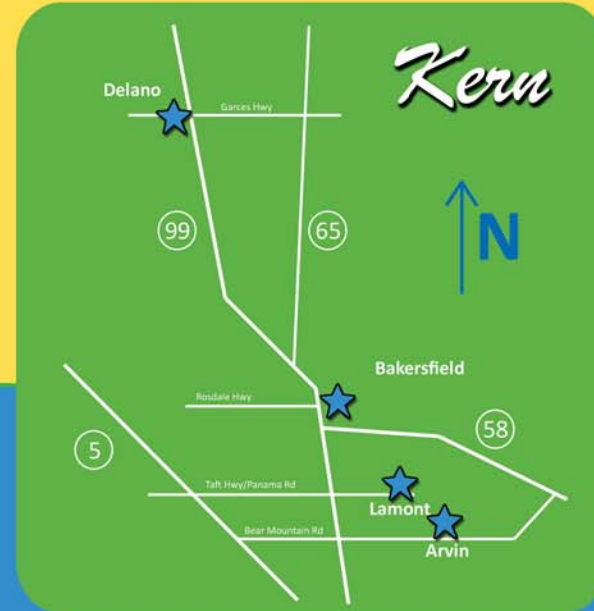 Kern
Delano
Garces Hwy
99
65
N
Bakersfield
Rosdale Hwy
58
5
Taft Hwy/Panama Rd
Lamont
Bear Mountain Rd
Arvin